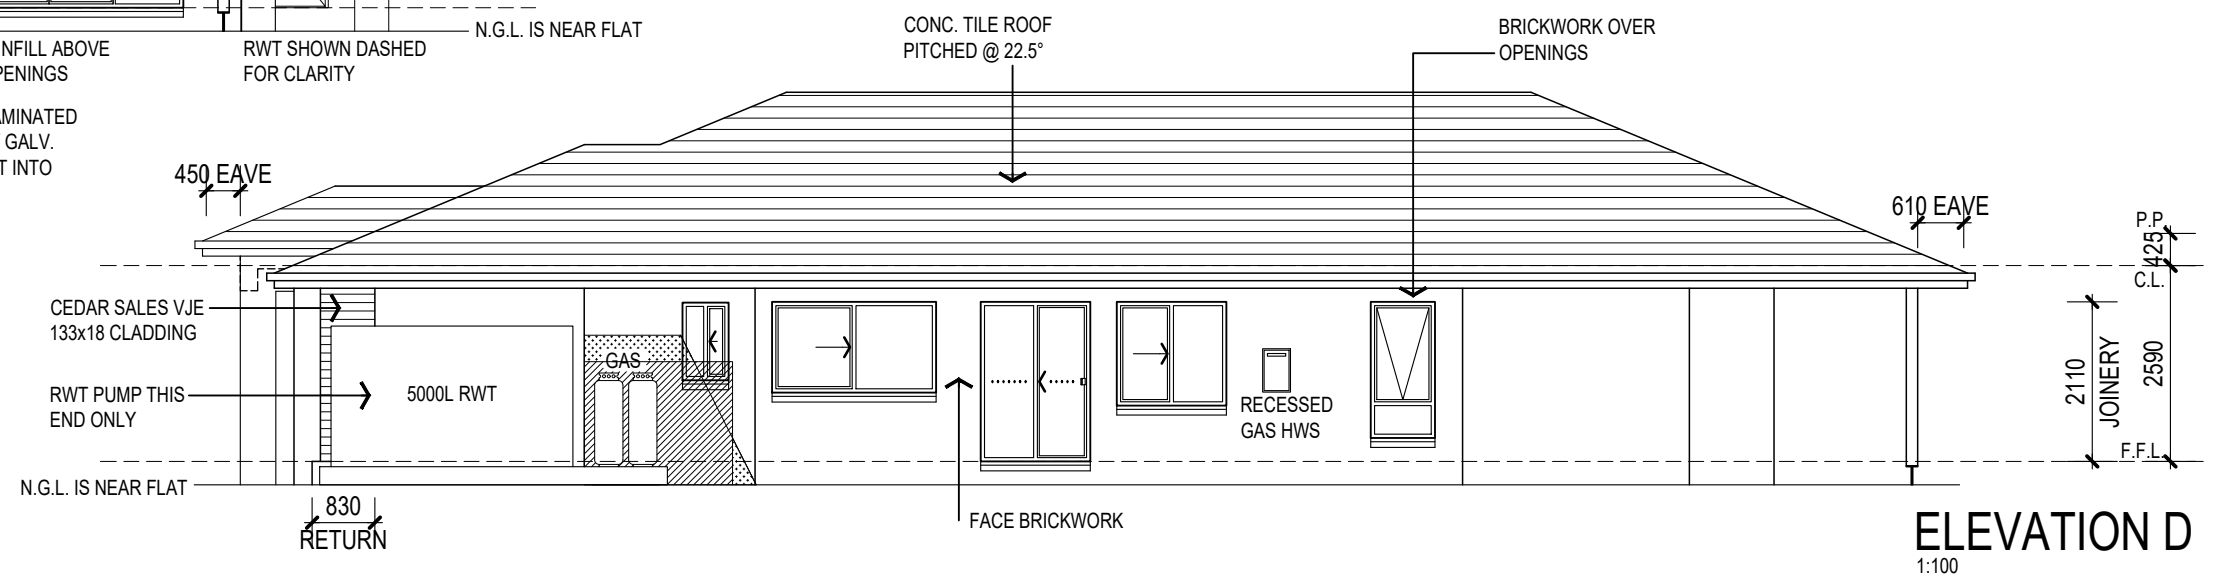 N.G.L. IS NEAR FLAT
NFILL ABOVE
PENINGS
RWT SHOWN DASHED
FOR CLARITY
AMINATED
GALV.
T INTO
CONC. TILE ROOF
PITCHED @ 22.5°
BRICKWORK OVER
OPENINGS
450 EAVE
610 EAVE
P.P.
425
C.L.
CEDAR SALES VJE
133x18 CLADDING
GAS
RWT PUMP THIS
END ONLY
5000L RWT
RECESSED
GAS HWS
2110
JOINERY
2590
F.F.L.
N.G.L. IS NEAR FLAT
830
RETURN
FACE BRICKWORK
ELEVATION D
1:100